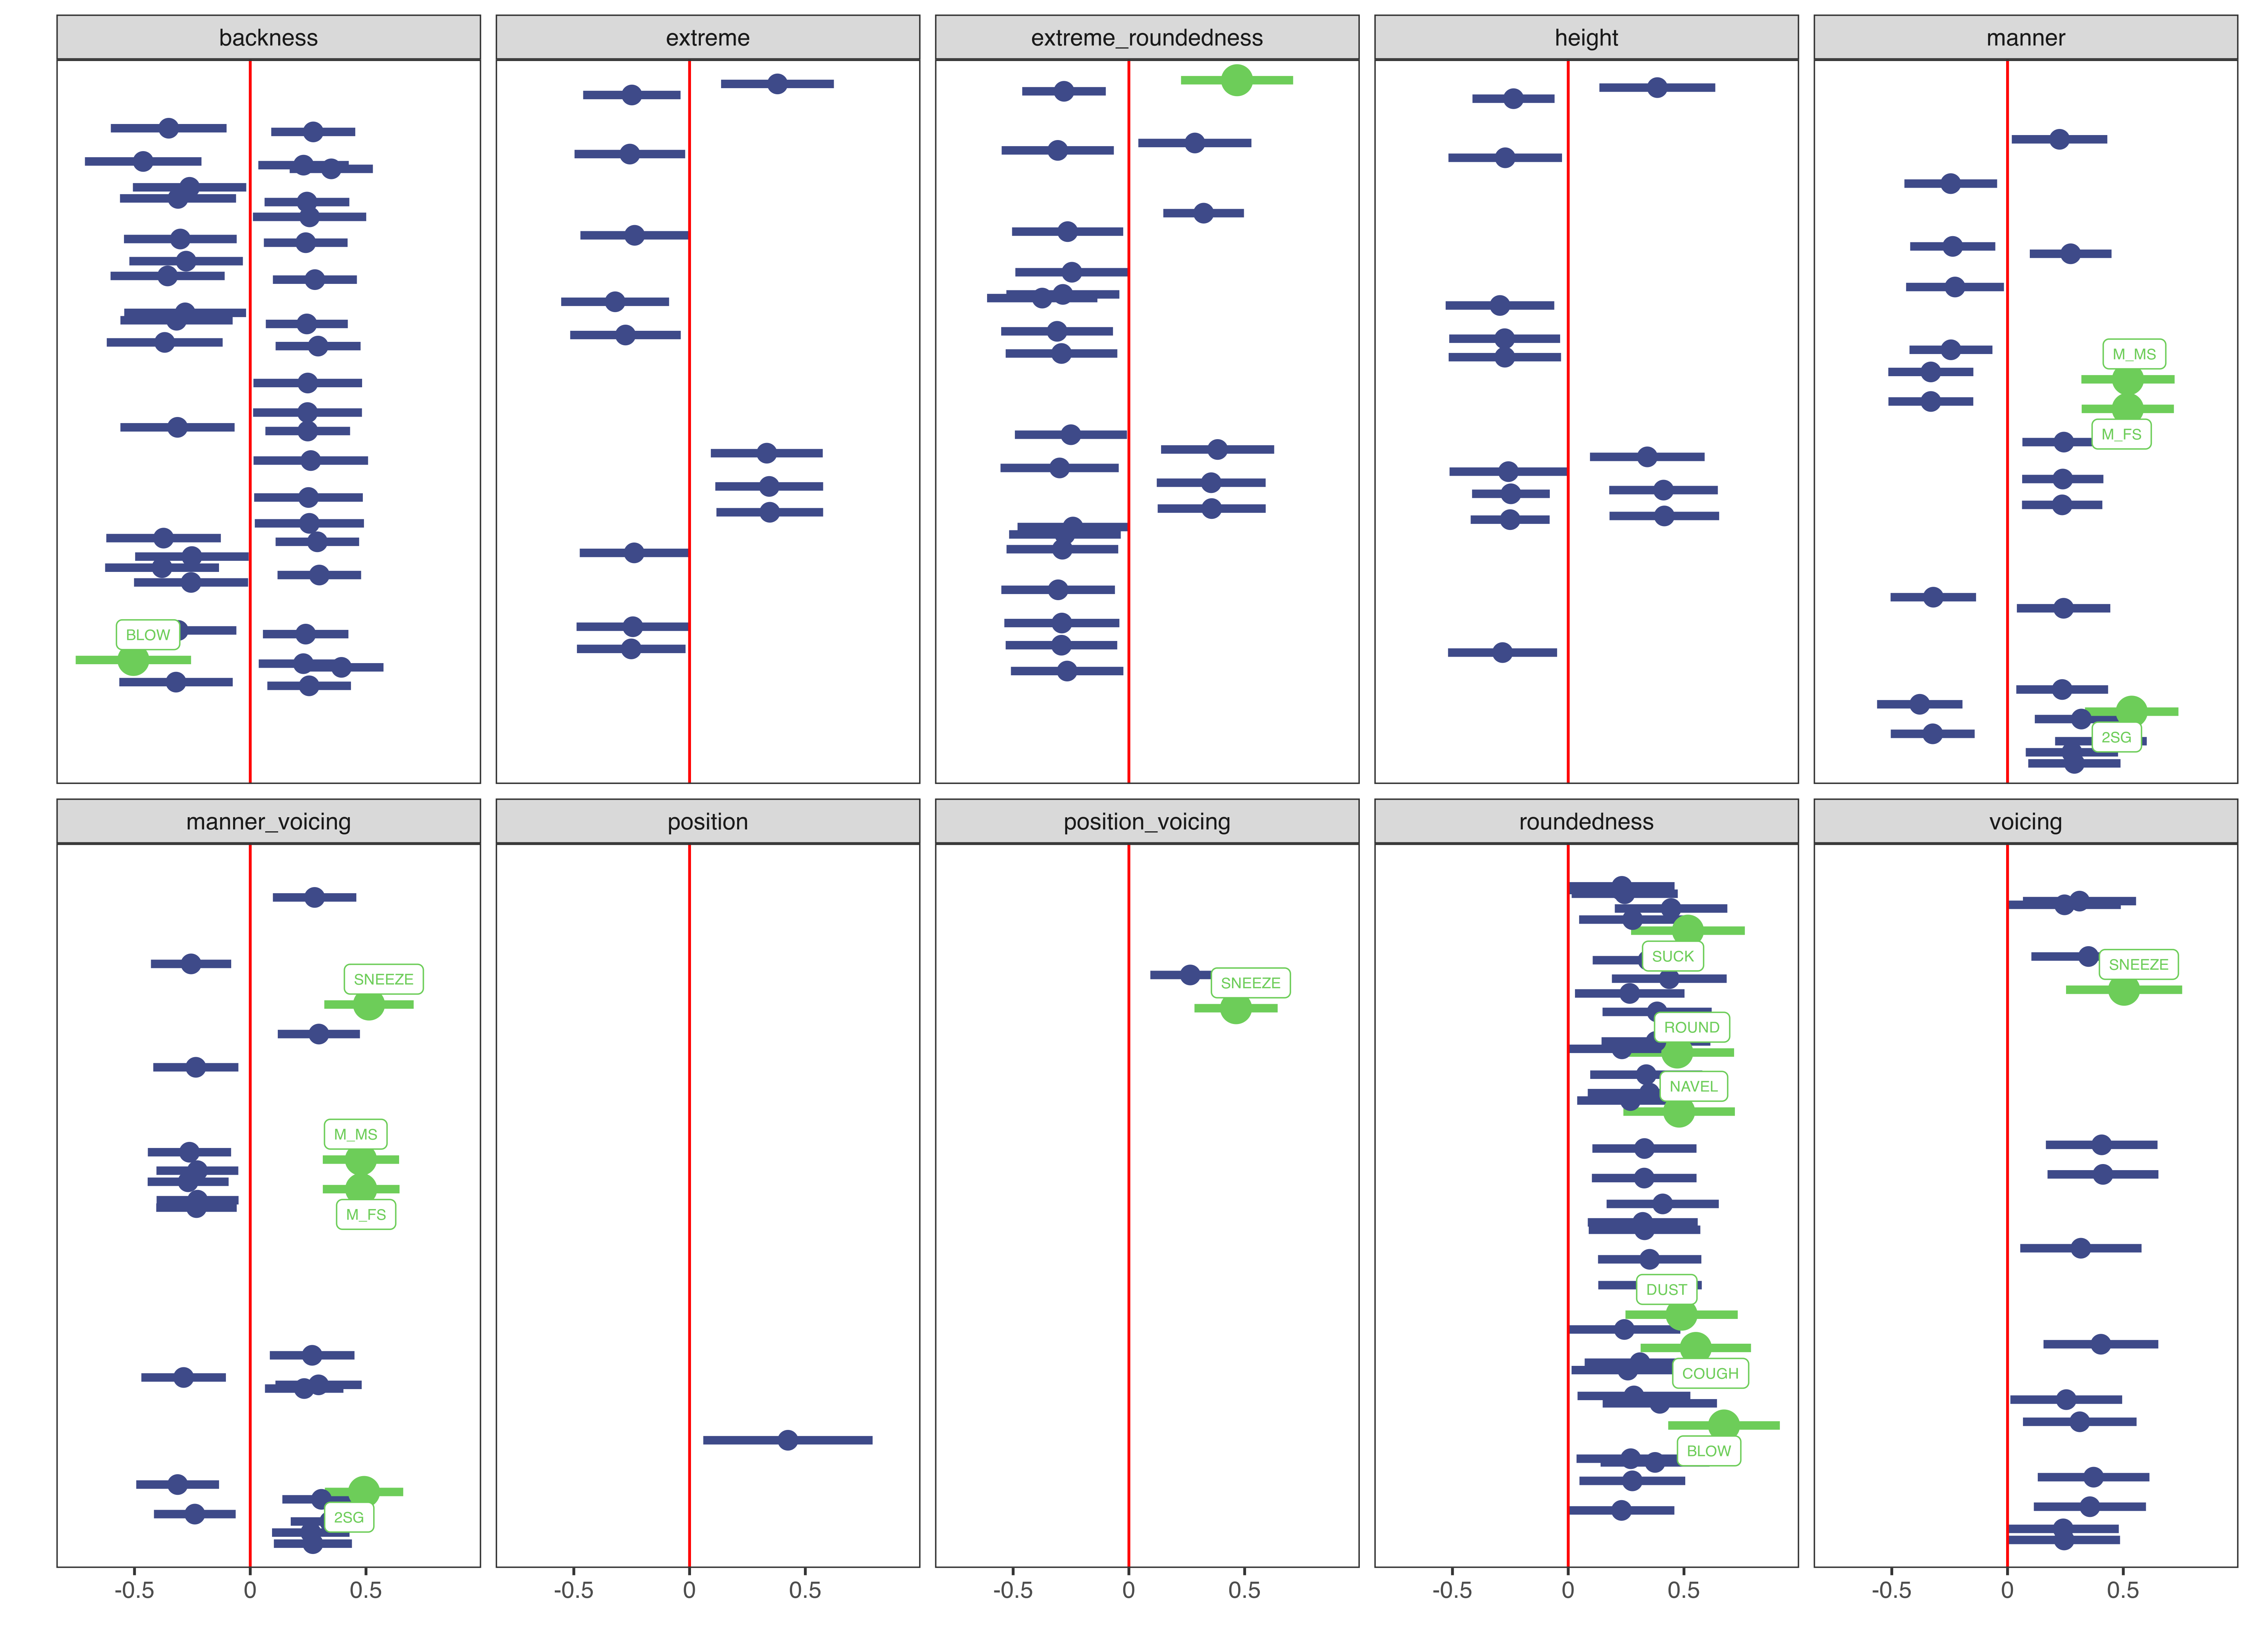 backness
extreme
extreme_roundedness
height
manner
M_MS
M_FS
BLOW
2SG
manner_voicing
position
position_voicing
roundedness
voicing
SNEEZE
M_MS
M_FS
2SG
SNEEZE
SUCK
ROUND
NAVEL
DUST
COUGH
BLOW
SNEEZE
-0.5 0 0.5
-0.5 0 0.5
-0.5 0 0.5
-0.5 0 0.5
-0.5 0 0.5